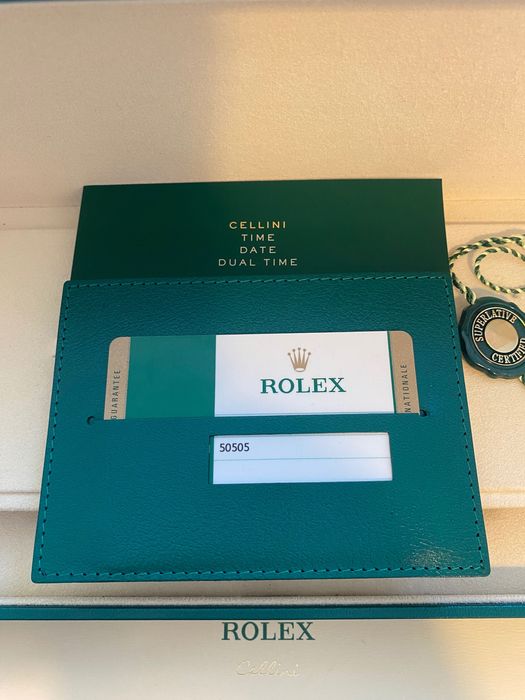 CELLINI
TIME
DATE
DUAL TIME
SUPERLATIVE
CERTIFIED
GUARANTEE
ROLEX
NATIONALE
50505
ROLEX
Cellini